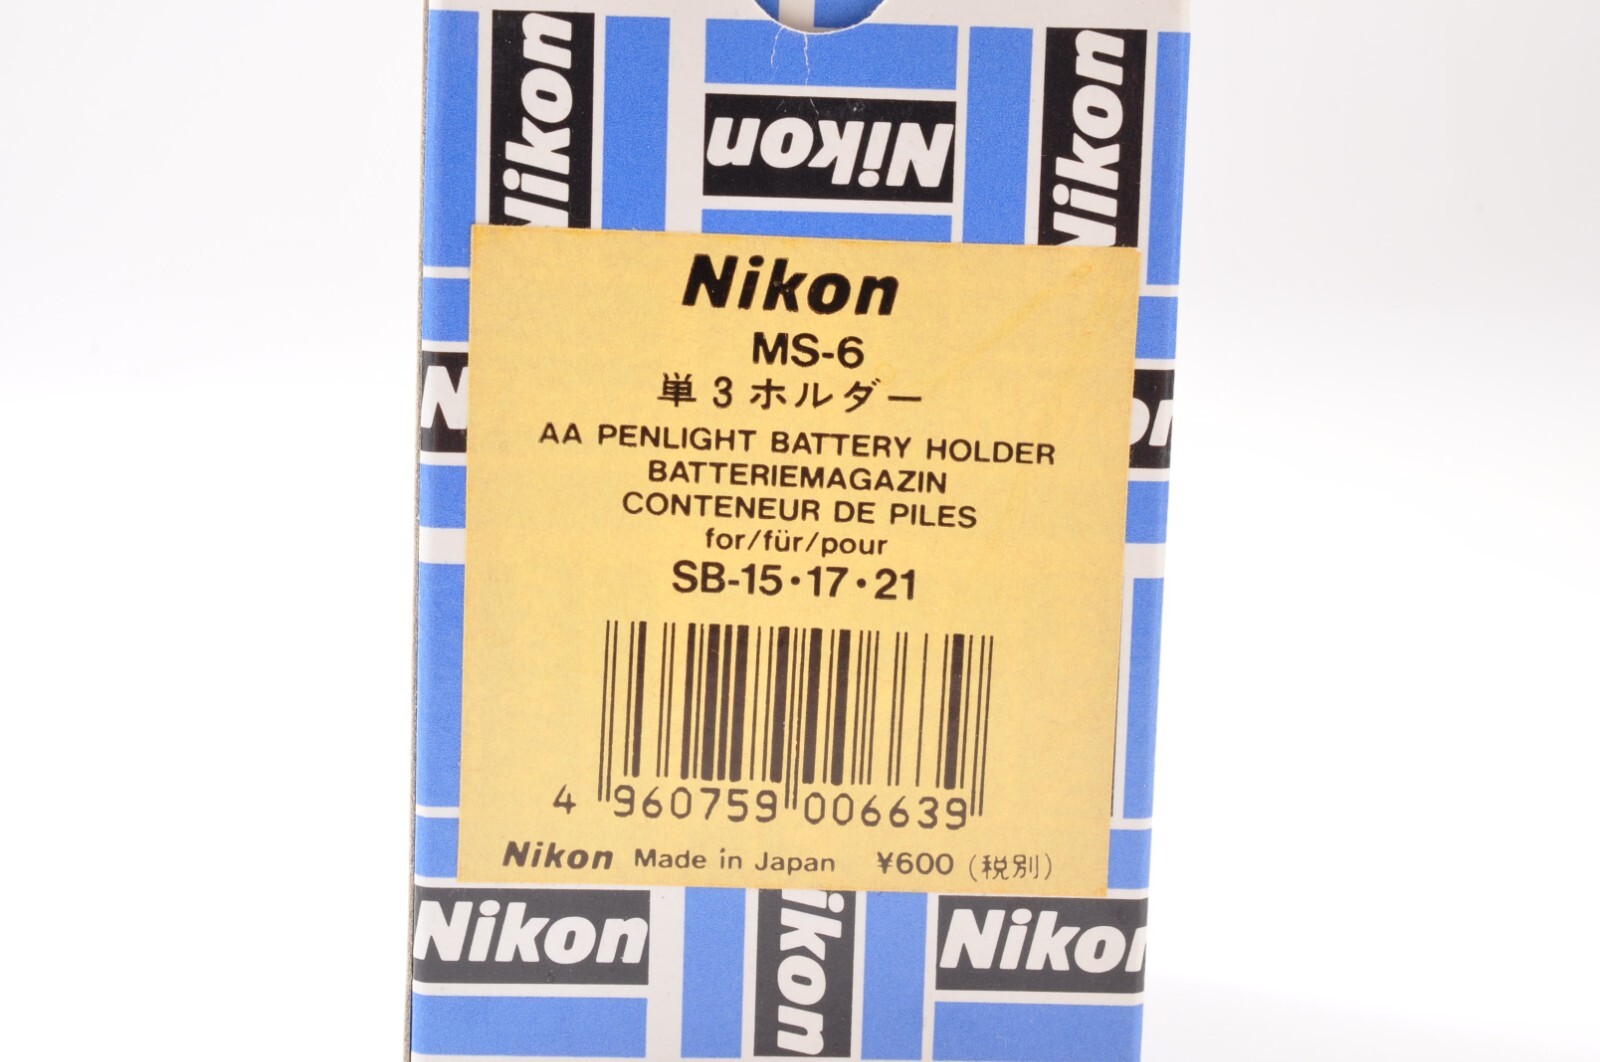 Nikon
Nikon
Nikon
Nikon
MS-6
単3ホルダー
AA PENLIGHT BATTERY HOLDER
BATTERIEMAGAZIN
CONTENEUR DE PILES
for/für/pour
SB-15・17・21
4 960759 006639
Nikon Made in Japan ¥600 (税別)
Nikon
Nikon
Nikon